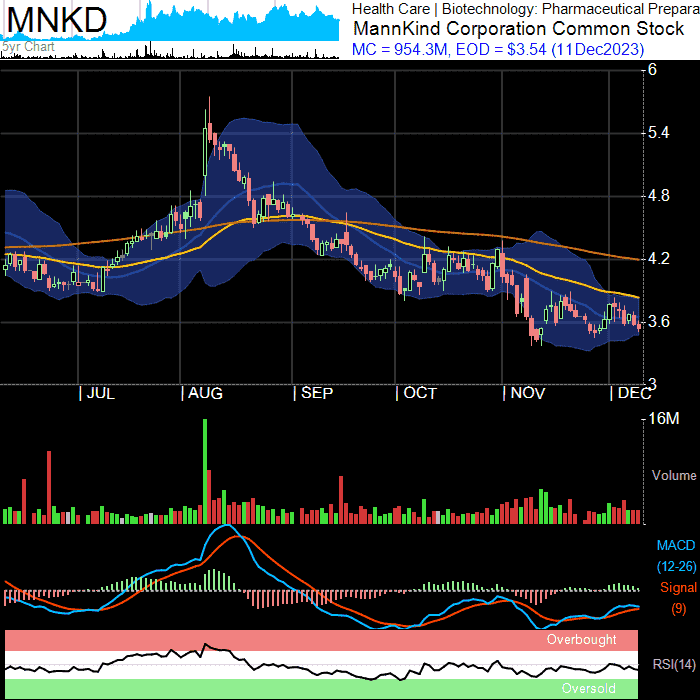 MNKD
Health Care | Biotechnology: Pharmaceutical Prepara
MannKind Corporation Common Stock
MC = 954.3M, EOD = $3.54 (11Dec2023)
5yr Chart
6
5.4
4.8
4.2
3.6
3
JUL AUG SEP OCT NOV DEC
16M
Volume
MACD
(12-26)
Signal
(9)
Overbought
RSI(14)
Oversold